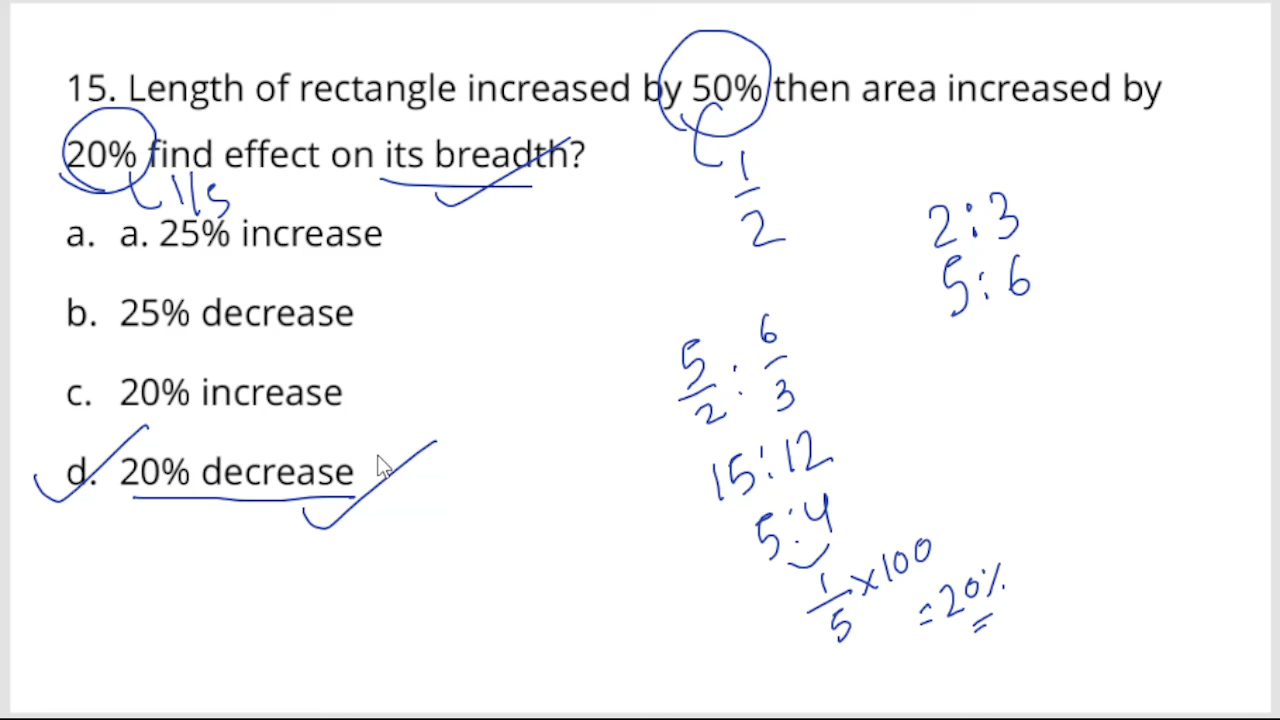 15. Length of rectangle increased by 50% then area increased by
20% find effect on its breadth?
1/5
1
2
2:3
5:6
a. a. 25% increase
b. 25% decrease
c. 20% increase
d. 20% decrease
5/2 : 6/3
15:12
5:4
1/5 ×100
=20%